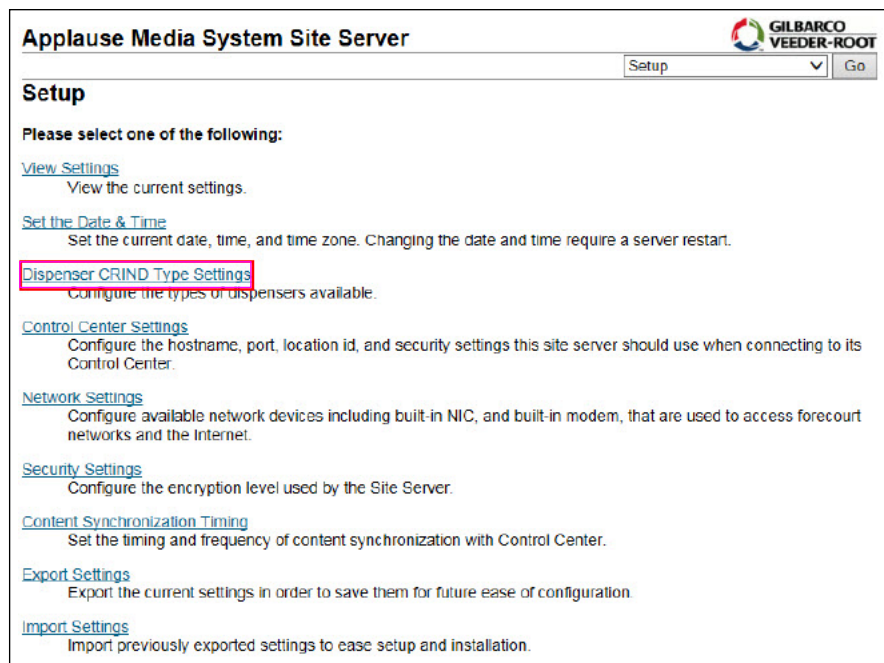 Applause Media System Site Server
GILBARCO
VEEDER-ROOT
Setup
Go
Setup
Please select one of the following:
View Settings
View the current settings.
Set the Date & Time
Set the current date, time, and time zone. Changing the date and time require a server restart.
Dispenser CRIND Type Settings
Configure the types of dispensers available.
Control Center Settings
Configure the hostname, port, location id, and security settings this site server should use when connecting to its
Control Center.
Network Settings
Configure available network devices including built-in NIC, and built-in modem, that are used to access forecourt
networks and the Internet.
Security Settings
Configure the encryption level used by the Site Server.
Content Synchronization Timing
Set the timing and frequency of content synchronization with Control Center.
Export Settings
Export the current settings in order to save them for future ease of configuration.
Import Settings
Import previously exported settings to ease setup and installation.